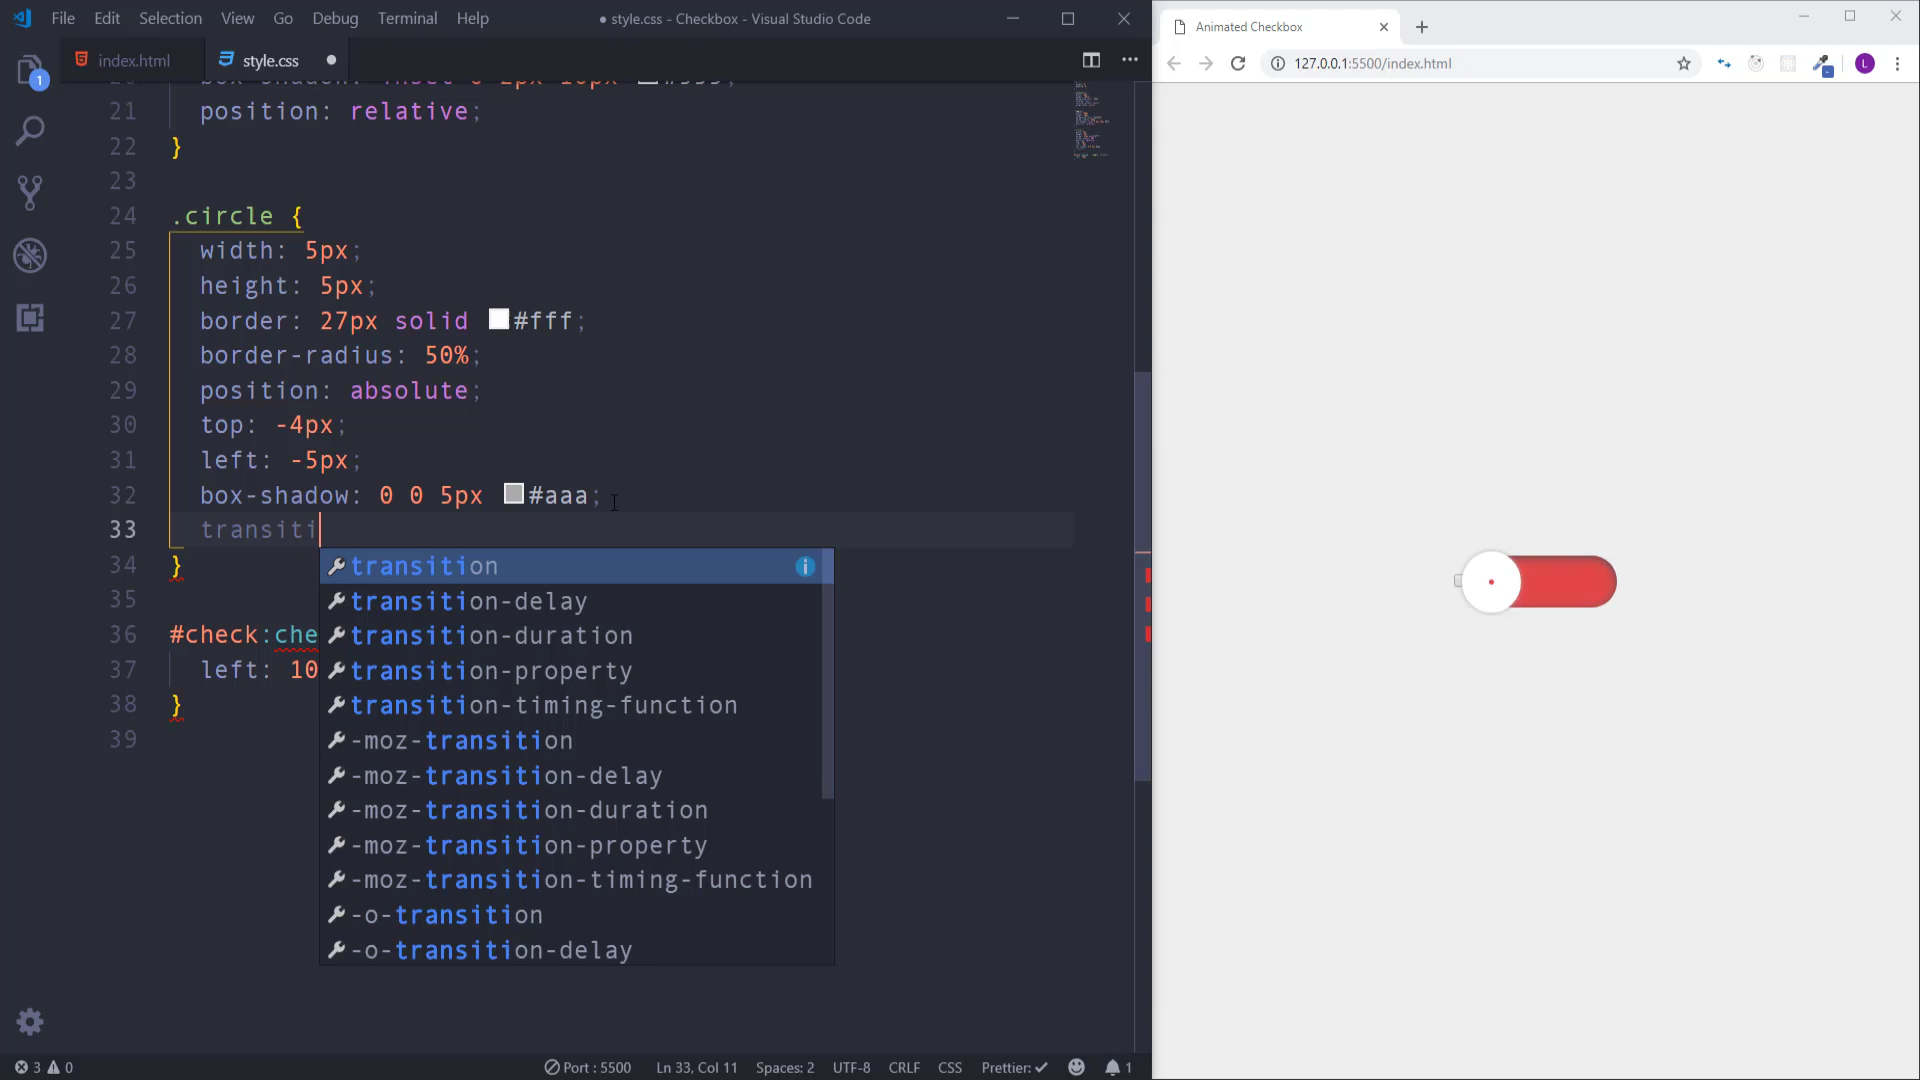 File Edit Selection View Go Debug Terminal Help
● style.css - Checkbox - Visual Studio Code
Animated Checkbox
index.html
style.css
127.0.0.1:5500/index.html
1
L
21 position: relative;
22 }
23
24 .circle {
25 width: 5px;
26 height: 5px;
27 border: 27px solid #fff;
28 border-radius: 50%;
29 position: absolute;
30 top: -4px;
31 left: -5px;
32 box-shadow: 0 0 5px #aaa;
33 transiti
34 }
35
36 #check:che
37 left: 10
38 }
39
transition
transition-delay
transition-duration
transition-property
transition-timing-function
-moz-transition
-moz-transition-delay
-moz-transition-duration
-moz-transition-property
-moz-transition-timing-function
-o-transition
-o-transition-delay
3 0
Port : 5500
Ln 33, Col 11
Spaces: 2
UTF-8
CRLF
CSS
Prettier: ✓
1